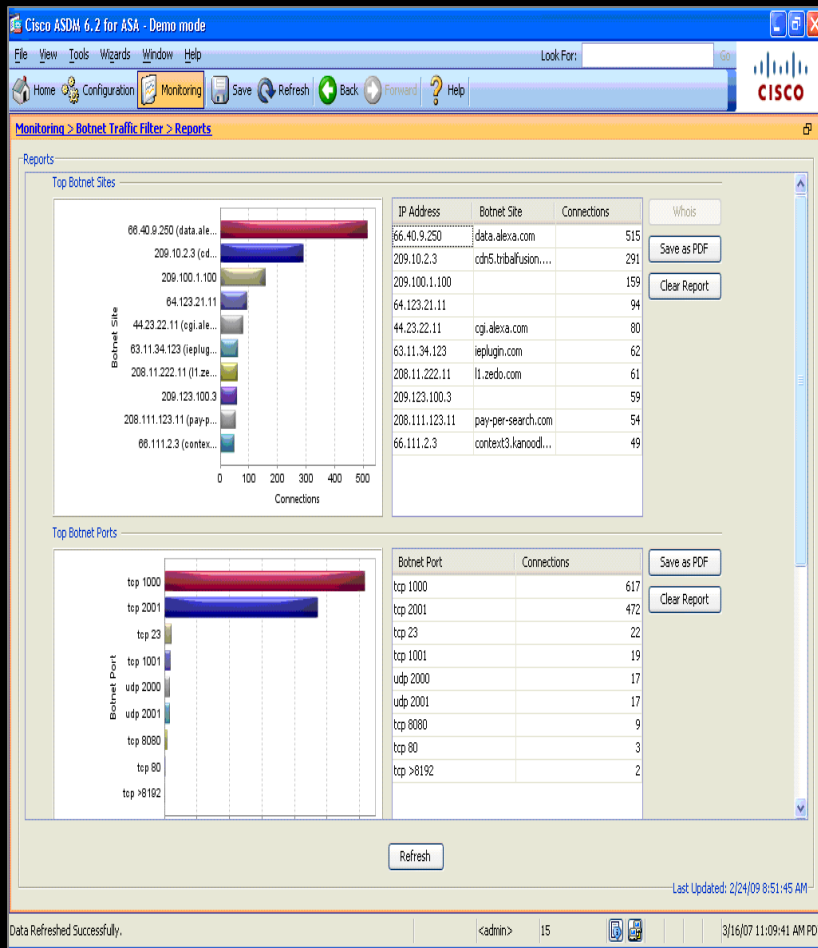 Cisco ASDM 6.2 for ASA - Demo mode
File View Tools Wizards Window Help Look For: Go
Home Configuration Monitoring Save Refresh Back Forward Help
CISCO
Monitoring > Botnet Traffic Filter > Reports
Reports
Top Botnet Sites
66.40.9.250 (data.ale...
209.10.2.3 (cd...
209.100.1.100
64.123.21.11
44.23.22.11 (cgi.ale...
63.11.34.123 (ieplug...
208.11.222.11 (l1.ze...
209.123.100.3
208.111.123.11 (pay-p...
66.111.2.3 (contex...
Botnet Site
0 100 200 300 400 500
Connections
IP Address Botnet Site Connections
66.40.9.250 data.alexa.com 515
209.10.2.3 cdn5.tribalfusion.... 291
209.100.1.100 159
64.123.21.11 94
44.23.22.11 cgi.alexa.com 80
63.11.34.123 ieplugin.com 62
208.11.222.11 l1.zedo.com 61
209.123.100.3 59
208.111.123.11 pay-per-search.com 54
66.111.2.3 context3.kanoodl... 49
Whois
Save as PDF
Clear Report
Top Botnet Ports
tcp 1000
tcp 2001
tcp 23
tcp 1001
udp 2000
udp 2001
tcp 8080
tcp 80
tcp >8192
Botnet Port
Botnet Port Connections
tcp 1000 617
tcp 2001 472
tcp 23 22
tcp 1001 19
udp 2000 17
udp 2001 17
tcp 8080 9
tcp 80 3
tcp >8192 2
Save as PDF
Clear Report
Refresh
Last Updated: 2/24/09 8:51:45 AM
Data Refreshed Successfully. <admin> 15 3/16/07 11:09:41 AM PD